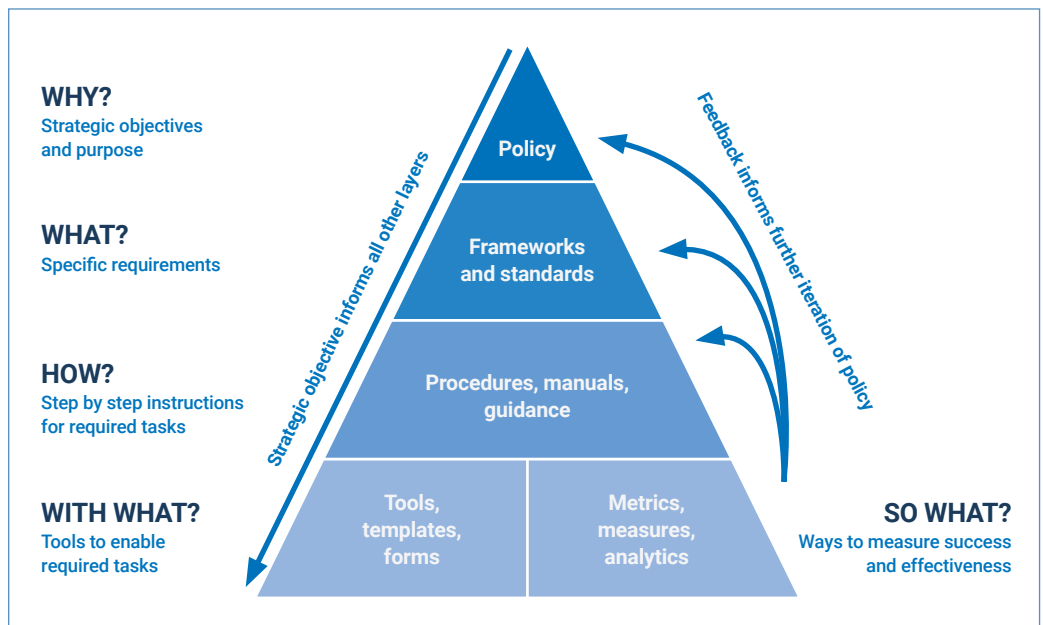 WHY?
Strategic objectives
and purpose
WHAT?
Specific requirements
HOW?
Step by step instructions
for required tasks
WITH WHAT?
Tools to enable
required tasks
Strategic objective informs all other layers
Policy
Frameworks
and standards
Procedures, manuals,
guidance
Tools,
templates,
forms
Metrics,
measures,
analytics
Feedback informs further iteration of policy
SO WHAT?
Ways to measure success
and effectiveness